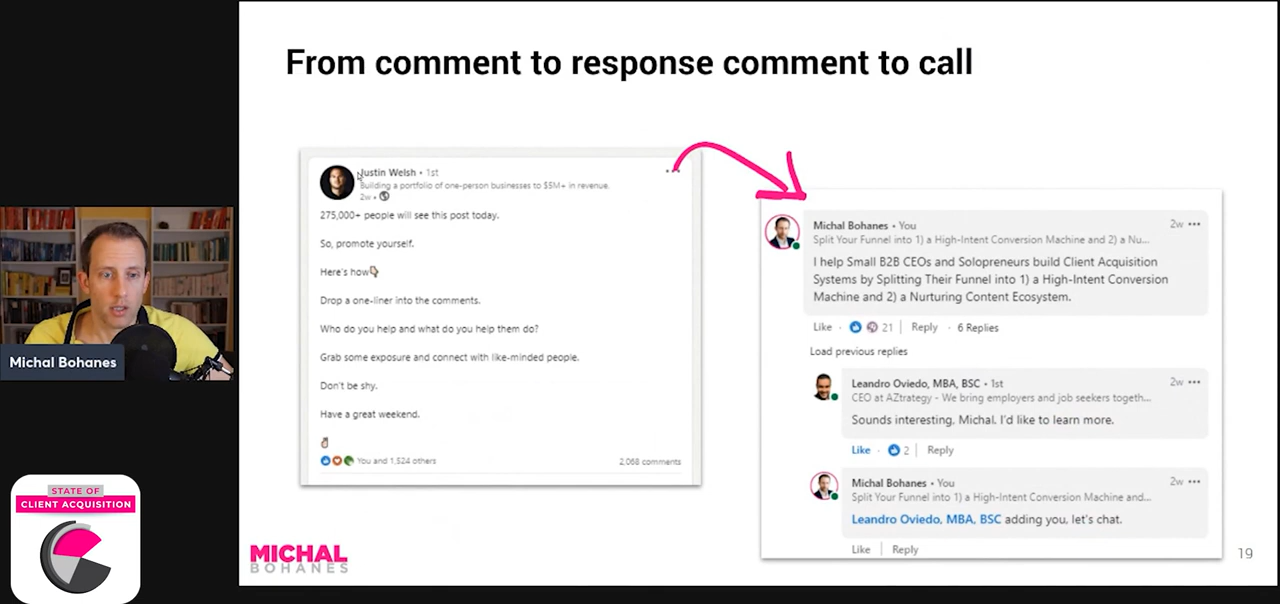 From comment to response comment to call
Justin Welsh • 1st
Building a portfolio of one-person businesses to $5M+ in revenue.
2w •
275,000+ people will see this post today.
So, promote yourself.
Here's how
Drop a one-liner into the comments.
Who do you help and what do you help them do?
Grab some exposure and connect with like-minded people.
Don't be shy.
Have a great weekend.
You and 1,524 others
2,068 comments
Michal Bohanes • You
2w
Split Your Funnel into 1) a High-Intent Conversion Machine and 2) a Nu...
I help Small B2B CEOs and Solopreneurs build Client Acquisition
Systems by Splitting Their Funnel into 1) a High-Intent Conversion
Machine and 2) a Nurturing Content Ecosystem.
Like · 21 | Reply · 6 Replies
Load previous replies
Leandro Oviedo, MBA, BSC • 1st
2w
CEO at AZtrategy - We bring employers and job seekers togeth...
Sounds interesting, Michal. I'd like to learn more.
Like · 2 | Reply
Michal Bohanes • You
2w
Split Your Funnel into 1) a High-Intent Conversion Machine and...
Leandro Oviedo, MBA, BSC adding you, let's chat.
Like | Reply
Michal Bohanes
STATE OF
CLIENT ACQUISITION
MICHAL
BOHANES
19